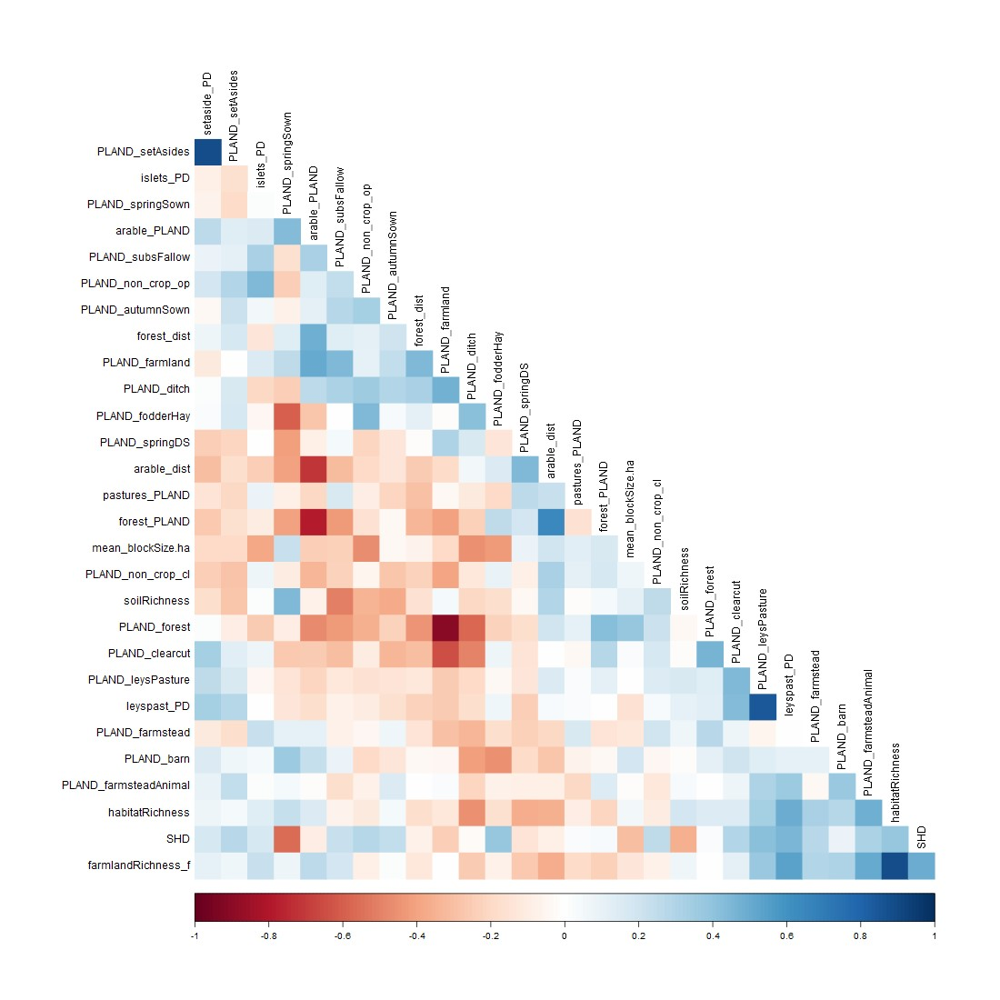 setaside_PD
PLAND_setAsides
islets_PD
PLAND_springSown
arable_PLAND
PLAND_subsFallow
PLAND_non_crop_op
PLAND_autumnSown
forest_dist
PLAND_farmland
PLAND_ditch
PLAND_fodderHay
PLAND_springDS
arable_dist
pastures_PLAND
forest_PLAND
mean_blockSize.ha
PLAND_non_crop_cl
soilRichness
PLAND_forest
PLAND_clearcut
PLAND_leysPasture
leyspast_PD
PLAND_farmstead
PLAND_barn
PLAND_farmsteadAnimal
habitatRichness
SHD
PLAND_setAsides
islets_PD
PLAND_springSown
arable_PLAND
PLAND_subsFallow
PLAND_non_crop_op
PLAND_autumnSown
forest_dist
PLAND_farmland
PLAND_ditch
PLAND_fodderHay
PLAND_springDS
arable_dist
pastures_PLAND
forest_PLAND
mean_blockSize.ha
PLAND_non_crop_cl
soilRichness
PLAND_forest
PLAND_clearcut
PLAND_leysPasture
leyspast_PD
PLAND_farmstead
PLAND_barn
PLAND_farmsteadAnimal
habitatRichness
SHD
farmlandRichness_f
-1 -0.8 -0.6 -0.4 -0.2 0 0.2 0.4 0.6 0.8 1